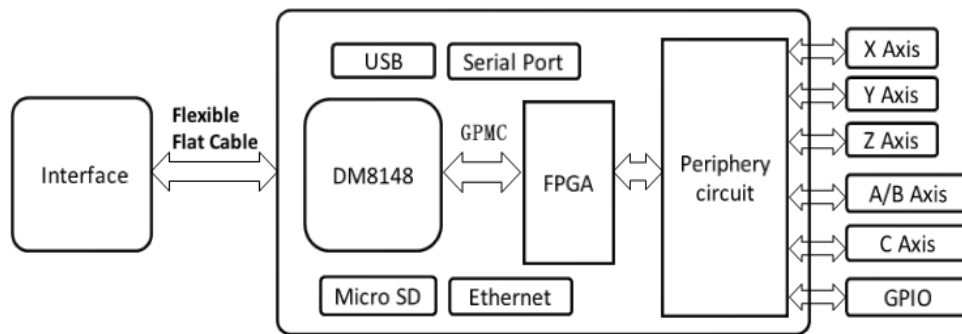 Interface
Flexible
Flat Cable
USB
Serial Port
DM8148
GPMC
FPGA
Micro SD
Ethernet
Periphery
circuit
X Axis
Y Axis
Z Axis
A/B Axis
C Axis
GPIO